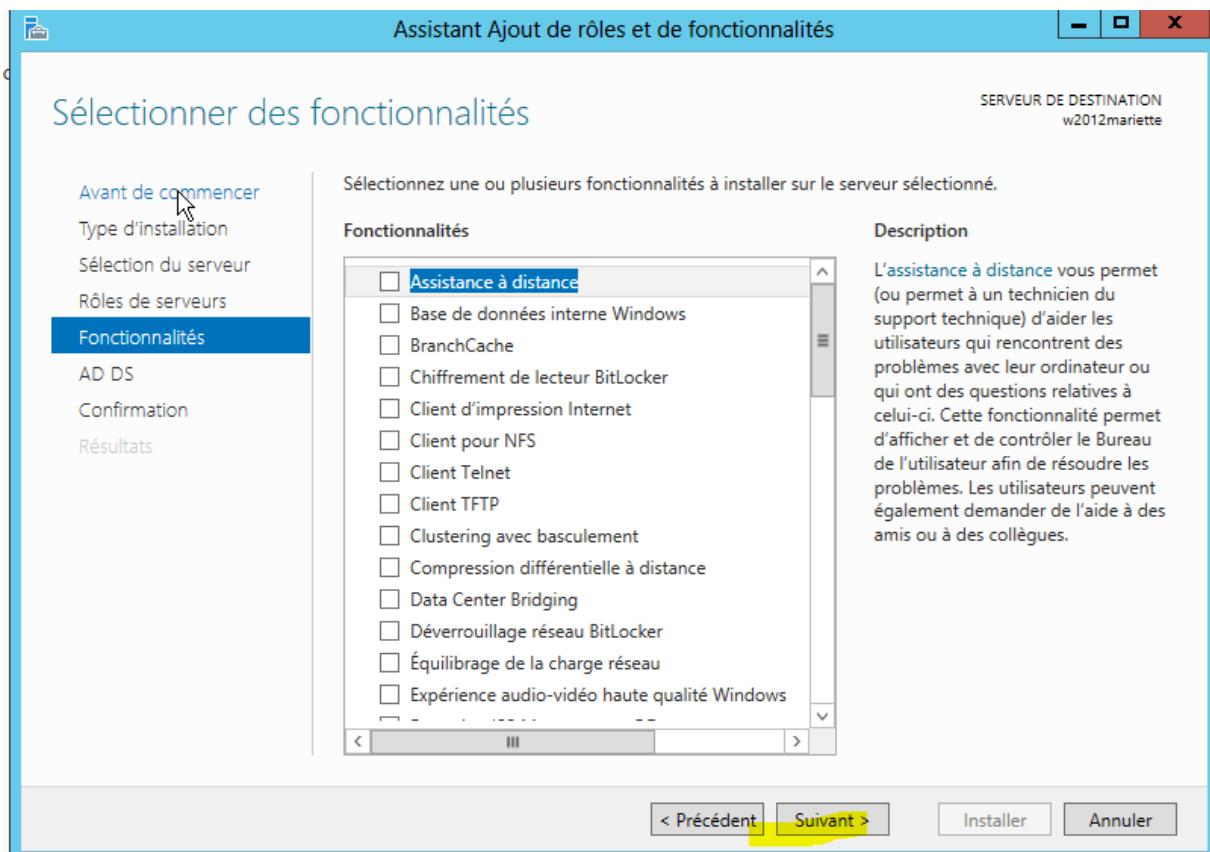 Assistant Ajout de rôles et de fonctionnalités
Sélectionner des fonctionnalités
SERVEUR DE DESTINATION
w2012mariette
Avant de commencer
Type d'installation
Sélection du serveur
Rôles de serveurs
Fonctionnalités
AD DS
Confirmation
Résultats
Sélectionnez une ou plusieurs fonctionnalités à installer sur le serveur sélectionné.
Fonctionnalités
Assistance à distance
Base de données interne Windows
BranchCache
Chiffrement de lecteur BitLocker
Client d'impression Internet
Client pour NFS
Client Telnet
Client TFTP
Clustering avec basculement
Compression différentielle à distance
Data Center Bridging
Déverrouillage réseau BitLocker
Équilibrage de la charge réseau
Expérience audio-vidéo haute qualité Windows
Description
L'assistance à distance vous permet
(ou permet à un technicien du
support technique) d'aider les
utilisateurs qui rencontrent des
problèmes avec leur ordinateur ou
qui ont des questions relatives à
celui-ci. Cette fonctionnalité permet
d'afficher et de contrôler le Bureau
de l'utilisateur afin de résoudre les
problèmes. Les utilisateurs peuvent
également demander de l'aide à des
amis ou à des collègues.
< Précédent
Suivant >
Installer
Annuler